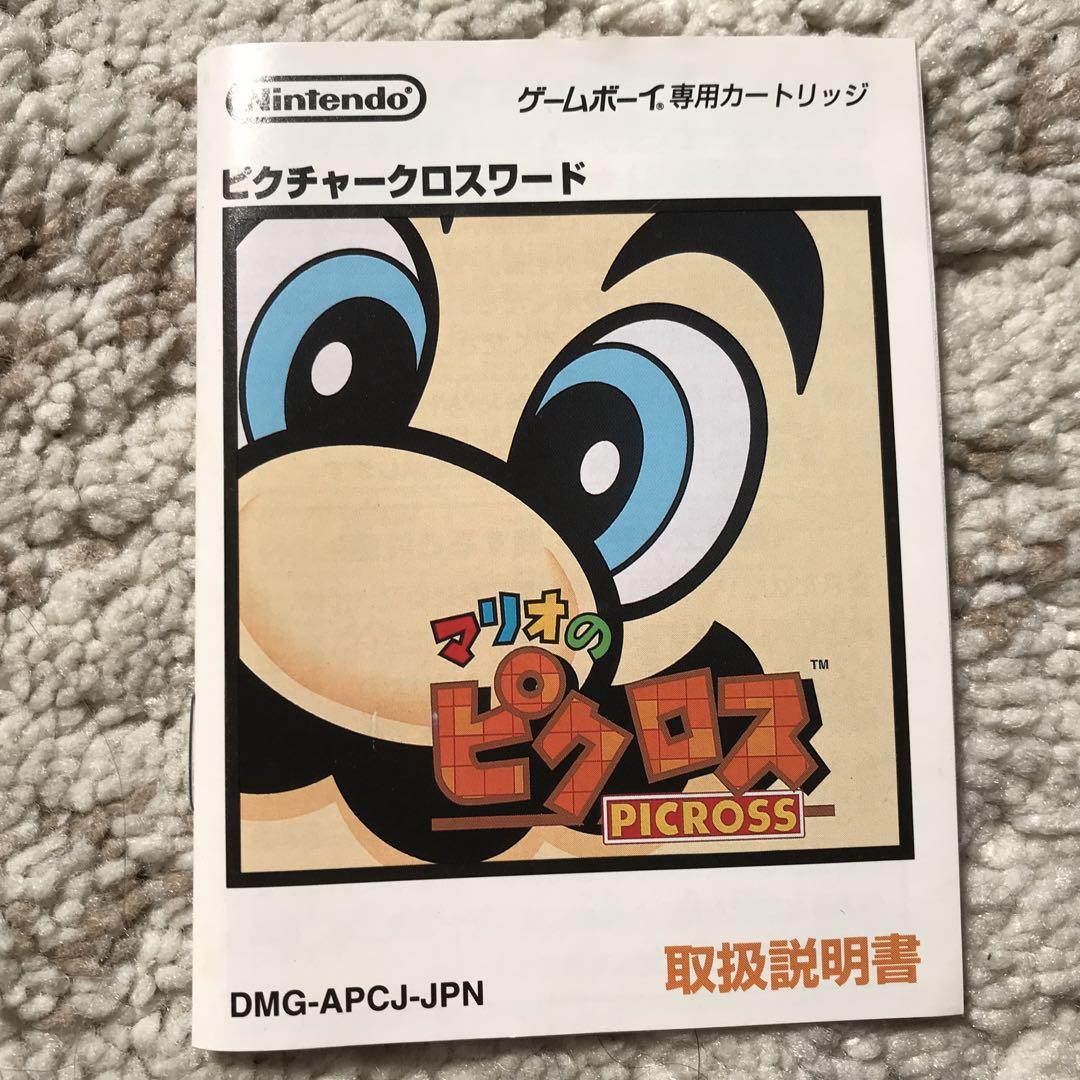 Nintendo®
ゲームボーイ®専用カートリッジ
ピクチャークロスワード
マリオの
ピクロス™
PICROSS
取扱説明書
DMG-APCJ-JPN